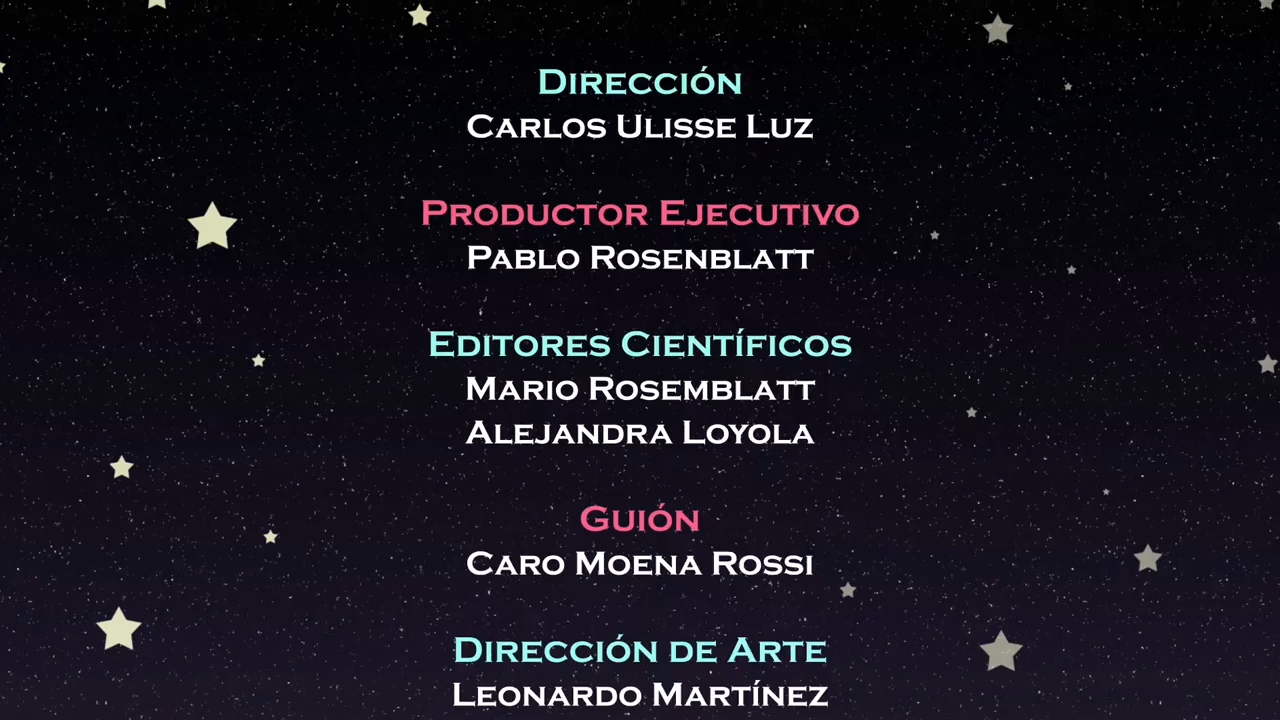 Dirección
Carlos Ulisse Luz
Productor Ejecutivo
Pablo Rosenblatt
Editores Científicos
Mario Rosemblatt
Alejandra Loyola
Guión
Caro Moena Rossi
Dirección de Arte
Leonardo Martínez